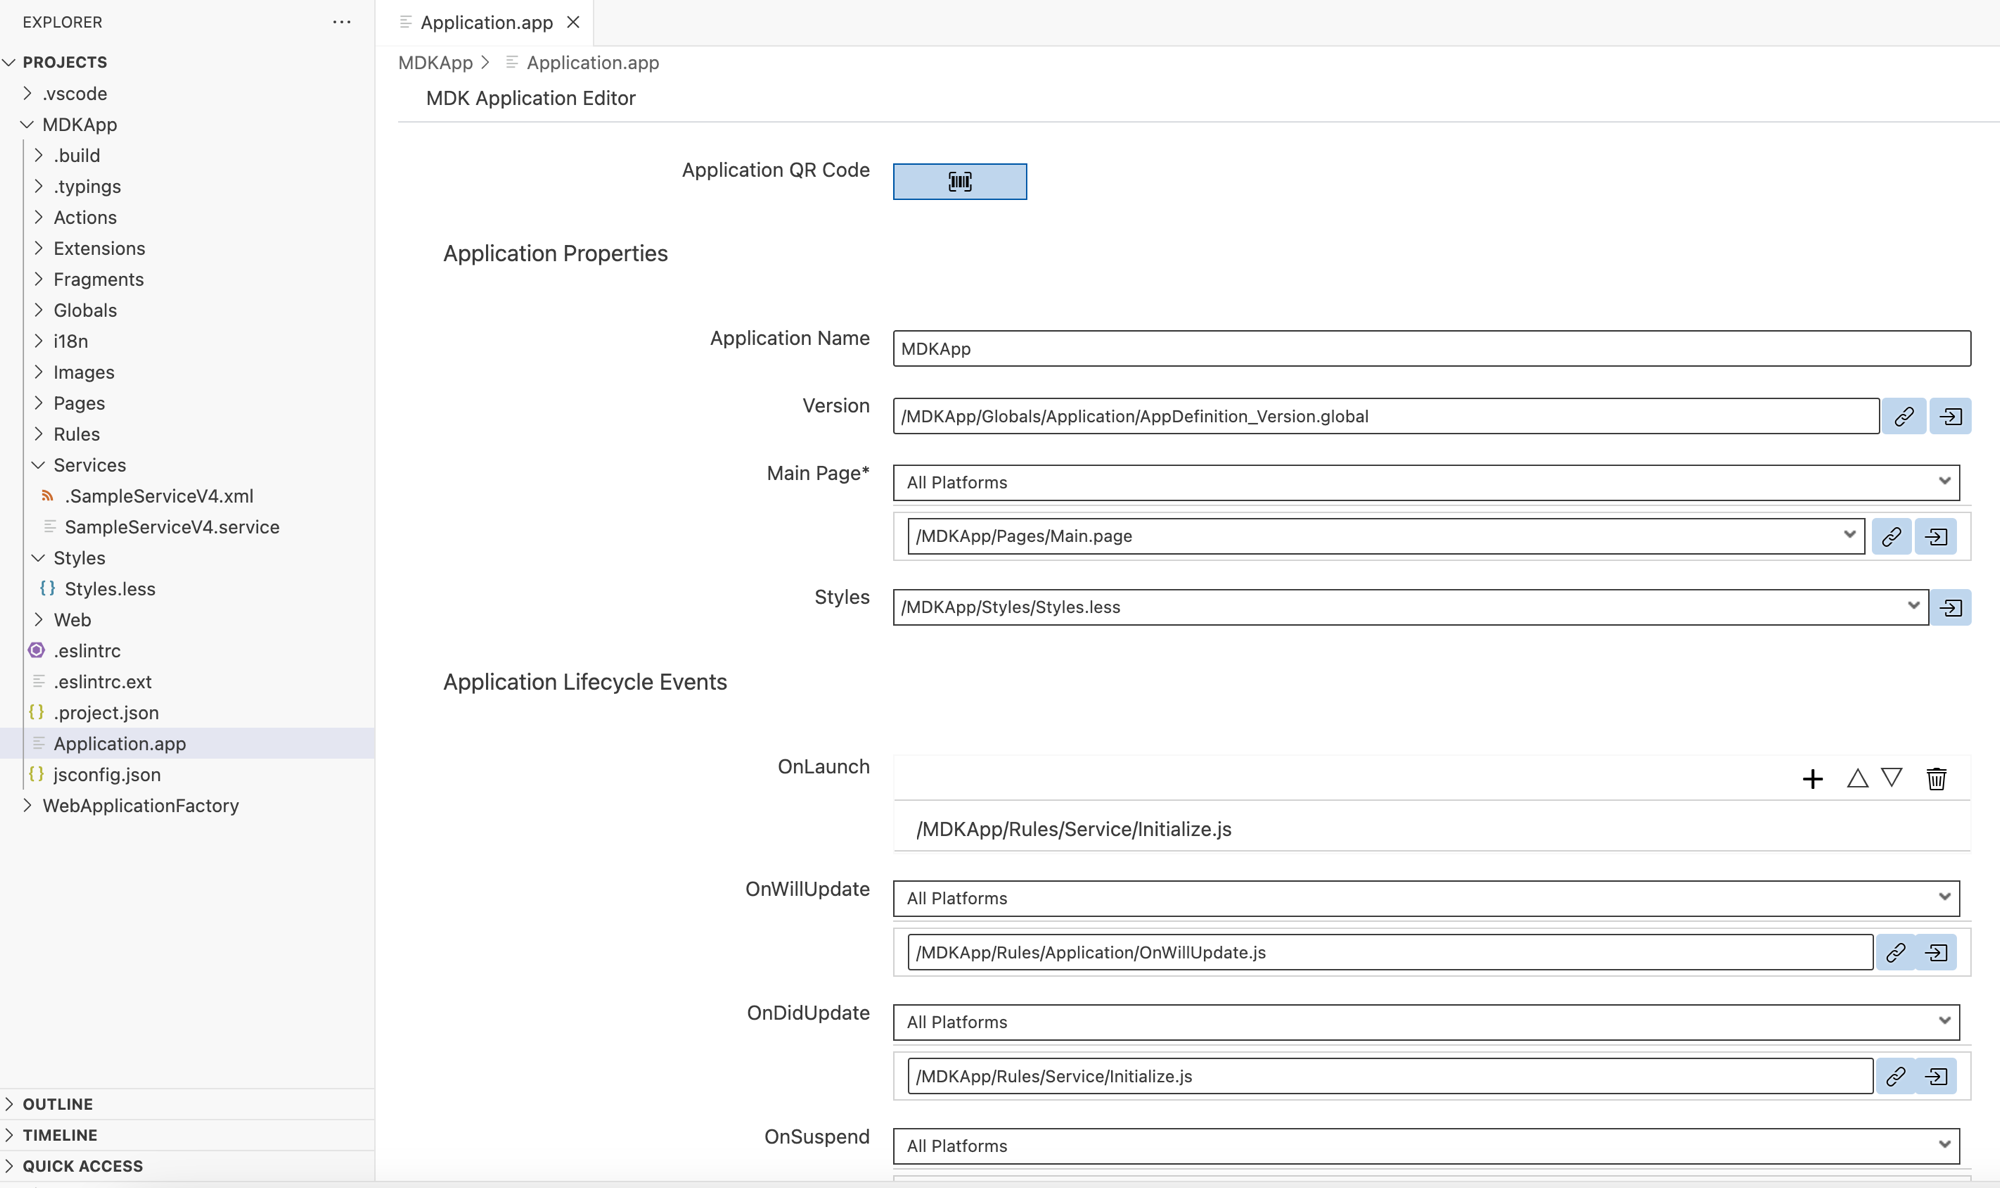 EXPLORER
PROJECTS
.vscode
MDKApp
.build
.typings
Actions
Extensions
Fragments
Globals
i18n
Images
Pages
Rules
Services
.SampleServiceV4.xml
SampleServiceV4.service
Styles
Styles.less
Web
.eslintrc
.eslintrc.ext
.project.json
Application.app
jsconfig.json
WebApplicationFactory
OUTLINE
TIMELINE
QUICK ACCESS
Application.app
MDKApp > Application.app
MDK Application Editor
Application QR Code
Application Properties
Application Name
MDKApp
Version
/MDKApp/Globals/Application/AppDefinition_Version.global
Main Page*
All Platforms
/MDKApp/Pages/Main.page
Styles
/MDKApp/Styles/Styles.less
Application Lifecycle Events
OnLaunch
/MDKApp/Rules/Service/Initialize.js
OnWillUpdate
All Platforms
/MDKApp/Rules/Application/OnWillUpdate.js
OnDidUpdate
All Platforms
/MDKApp/Rules/Service/Initialize.js
OnSuspend
All Platforms